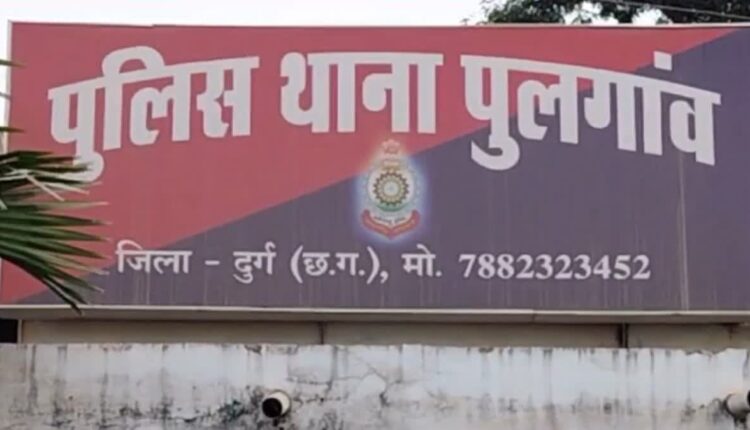 पुलिस थाना पुलगांव
जिला - दुर्ग (छ.ग.), मो. 7882323452